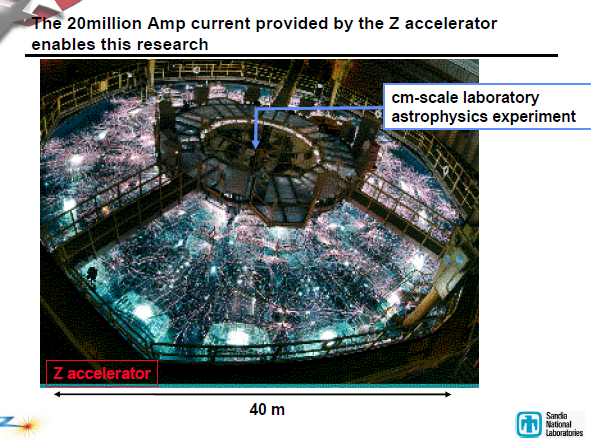 The 20million Amp current provided by the Z accelerator
enables this research
cm-scale laboratory
astrophysics experiment
Z accelerator
40 m
Sandia
National
Laboratories